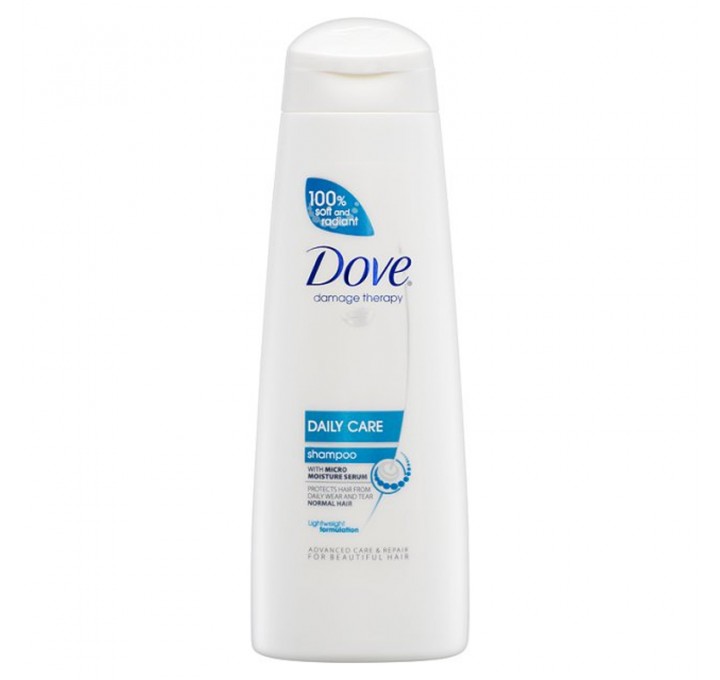 100%
soft and
radiant
Dove®
damage therapy
DAILY CARE
shampoo
WITH MICRO
MOISTURE SERUM
PROTECTS HAIR FROM
DAILY WEAR AND TEAR
NORMAL HAIR
Lightweight
formulation
ADVANCED CARE & REPAIR
FOR BEAUTIFUL HAIR